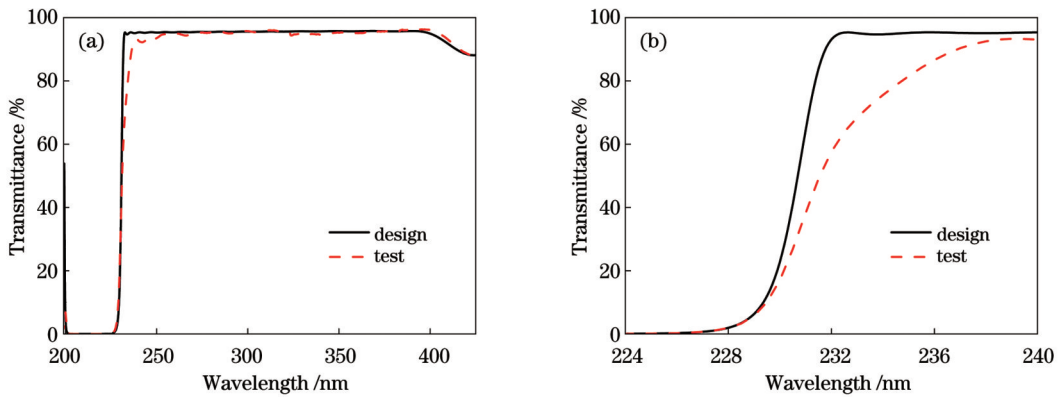 (a)
Transmittance /%
100
80
60
40
20
0
design
test
200
250
300
350
400
Wavelength /nm
(b)
Transmittance /%
100
80
60
40
20
0
design
test
224
228
232
236
240
Wavelength /nm